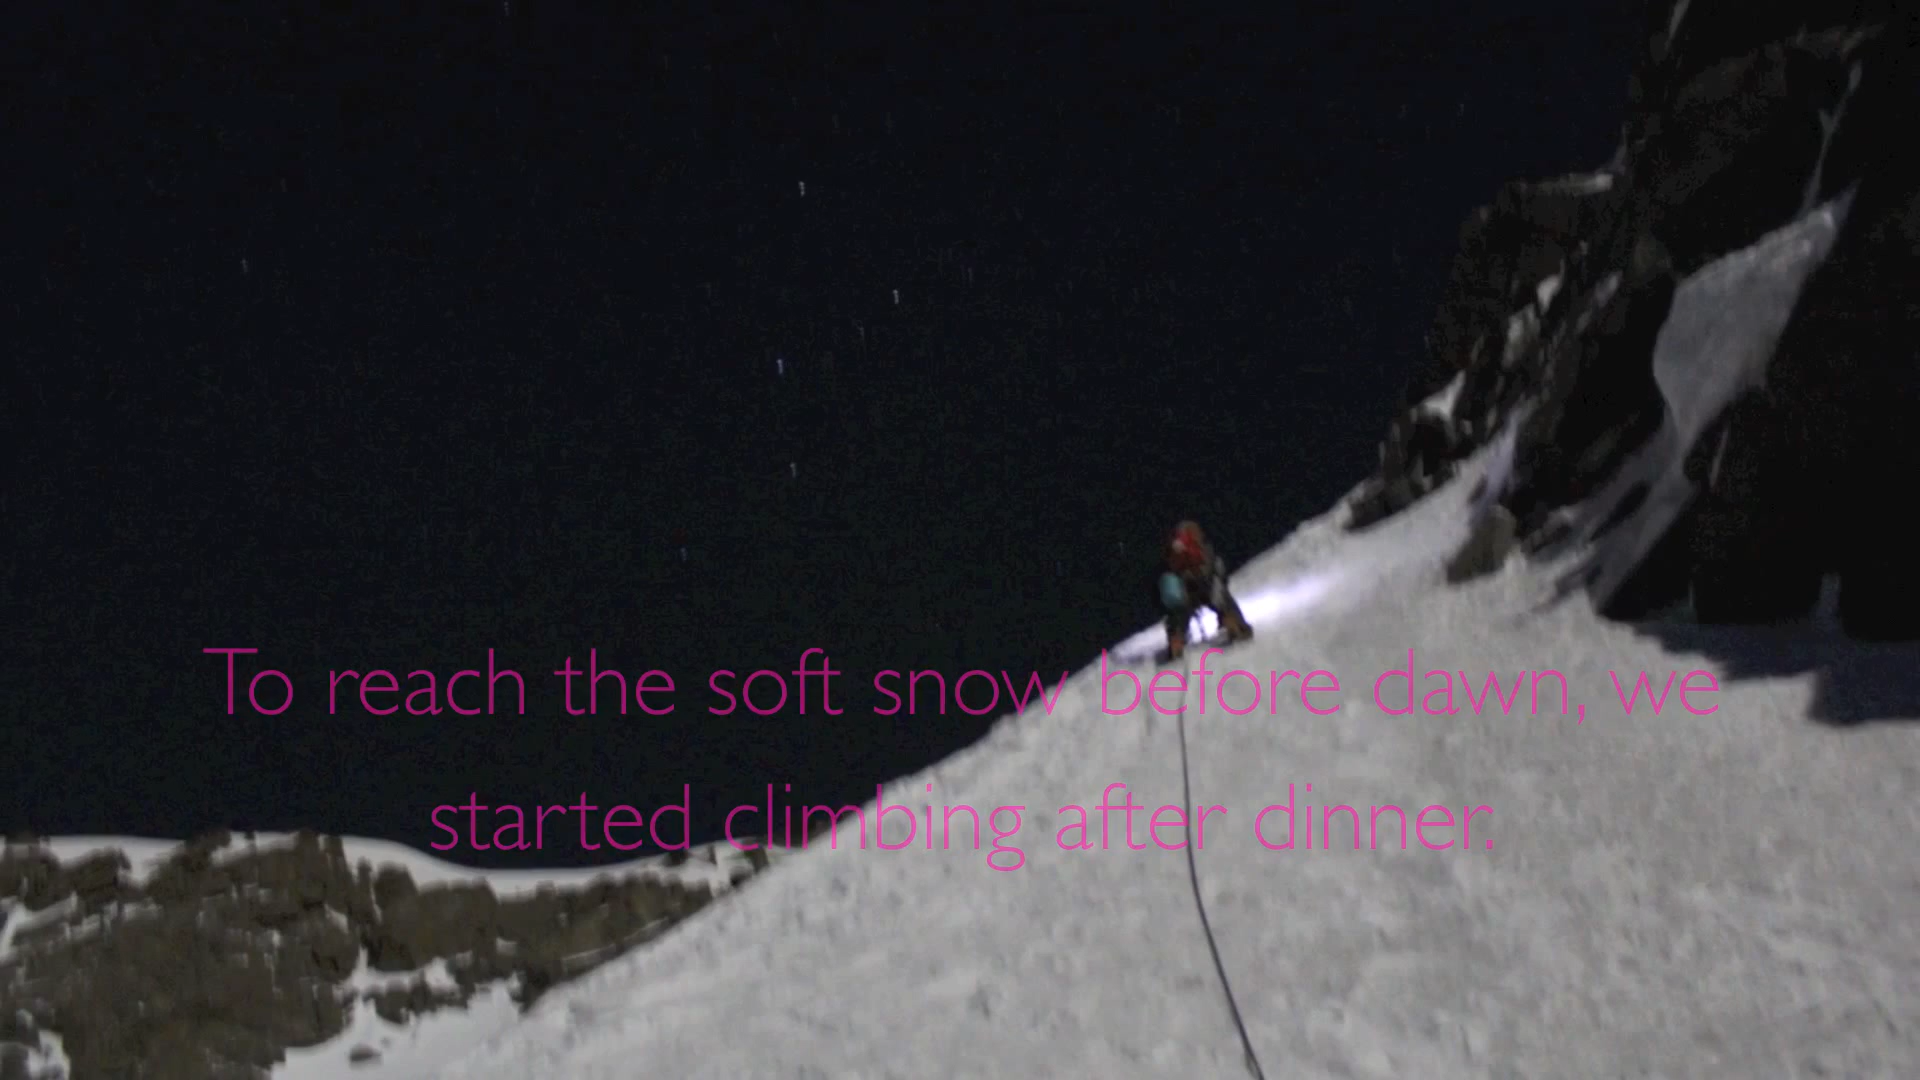 To reach the soft snow before dawn, we
started climbing after dinner.